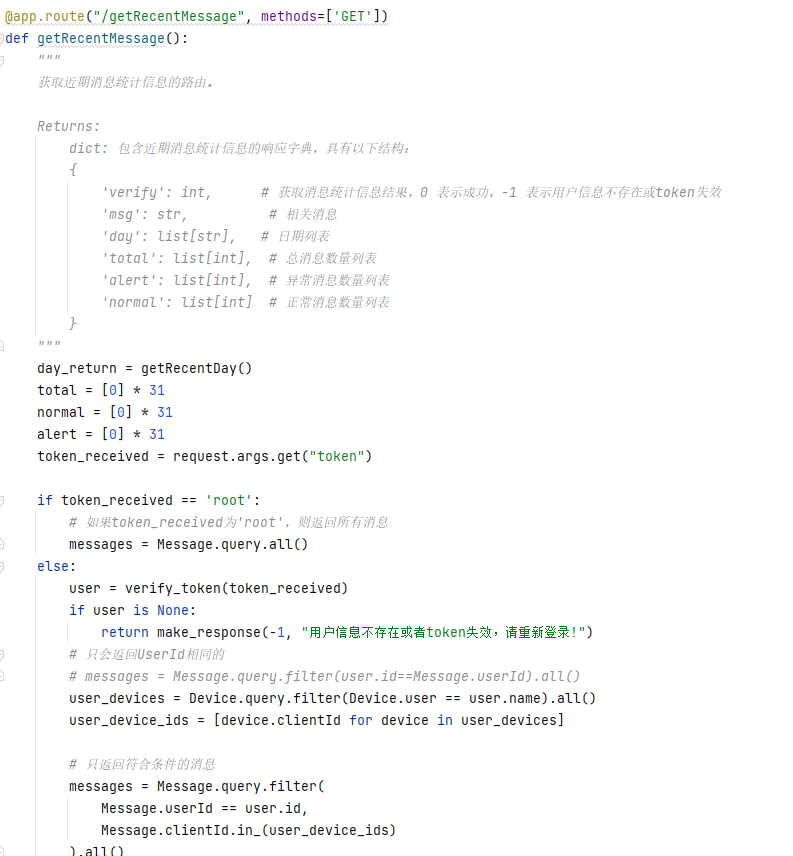 @app.route("/getRecentMessage", methods=['GET'])
def getRecentMessage():
    """
    获取近期消息统计信息的路由。

    Returns:
        dict: 包含近期消息统计信息的响应字典，具有以下结构：
        {
            'verify': int,      # 获取消息统计信息结果，0 表示成功，-1 表示用户信息不存在或token失效
            'msg': str,          # 相关消息
            'day': list[str],   # 日期列表
            'total': list[int],  # 总消息数量列表
            'alert': list[int],  # 异常消息数量列表
            'normal': list[int]  # 正常消息数量列表
        }
    """
    day_return = getRecentDay()
    total = [0] * 31
    normal = [0] * 31
    alert = [0] * 31
    token_received = request.args.get("token")

    if token_received == 'root':
        # 如果token_received为'root'，则返回所有消息
        messages = Message.query.all()
    else:
        user = verify_token(token_received)
        if user is None:
            return make_response(-1, "用户信息不存在或者token失效，请重新登录!")
        # 只会返回UserId相同的
        # messages = Message.query.filter(user.id==Message.userId).all()
        user_devices = Device.query.filter(Device.user == user.name).all()
        user_device_ids = [device.clientId for device in user_devices]

        # 只返回符合条件的消息
        messages = Message.query.filter(
            Message.userId == user.id,
            Message.clientId.in_(user_device_ids)
        ).all()